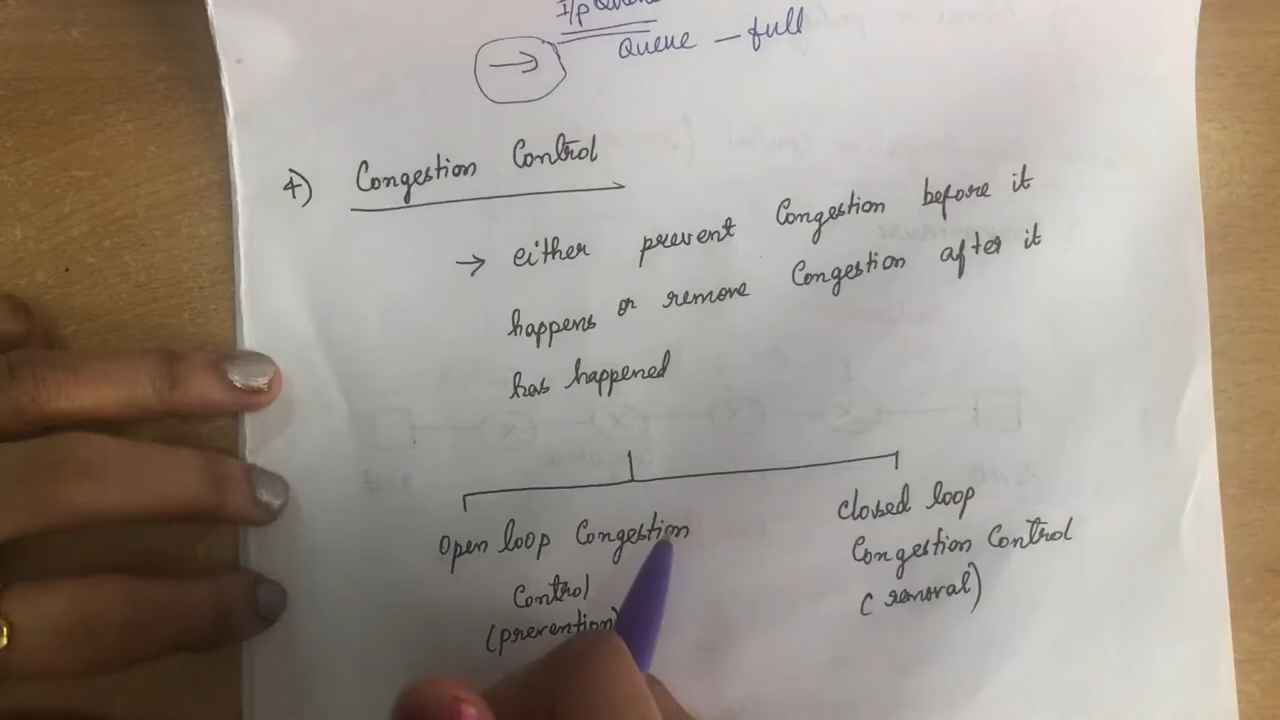 I/p Queue
→ Queue – full
4) Congestion Control
→ either prevent Congestion before it
happens or remove Congestion after it
has happened
Open loop Congestion
Control
(prevention)
Closed loop
Congestion Control
(removal)